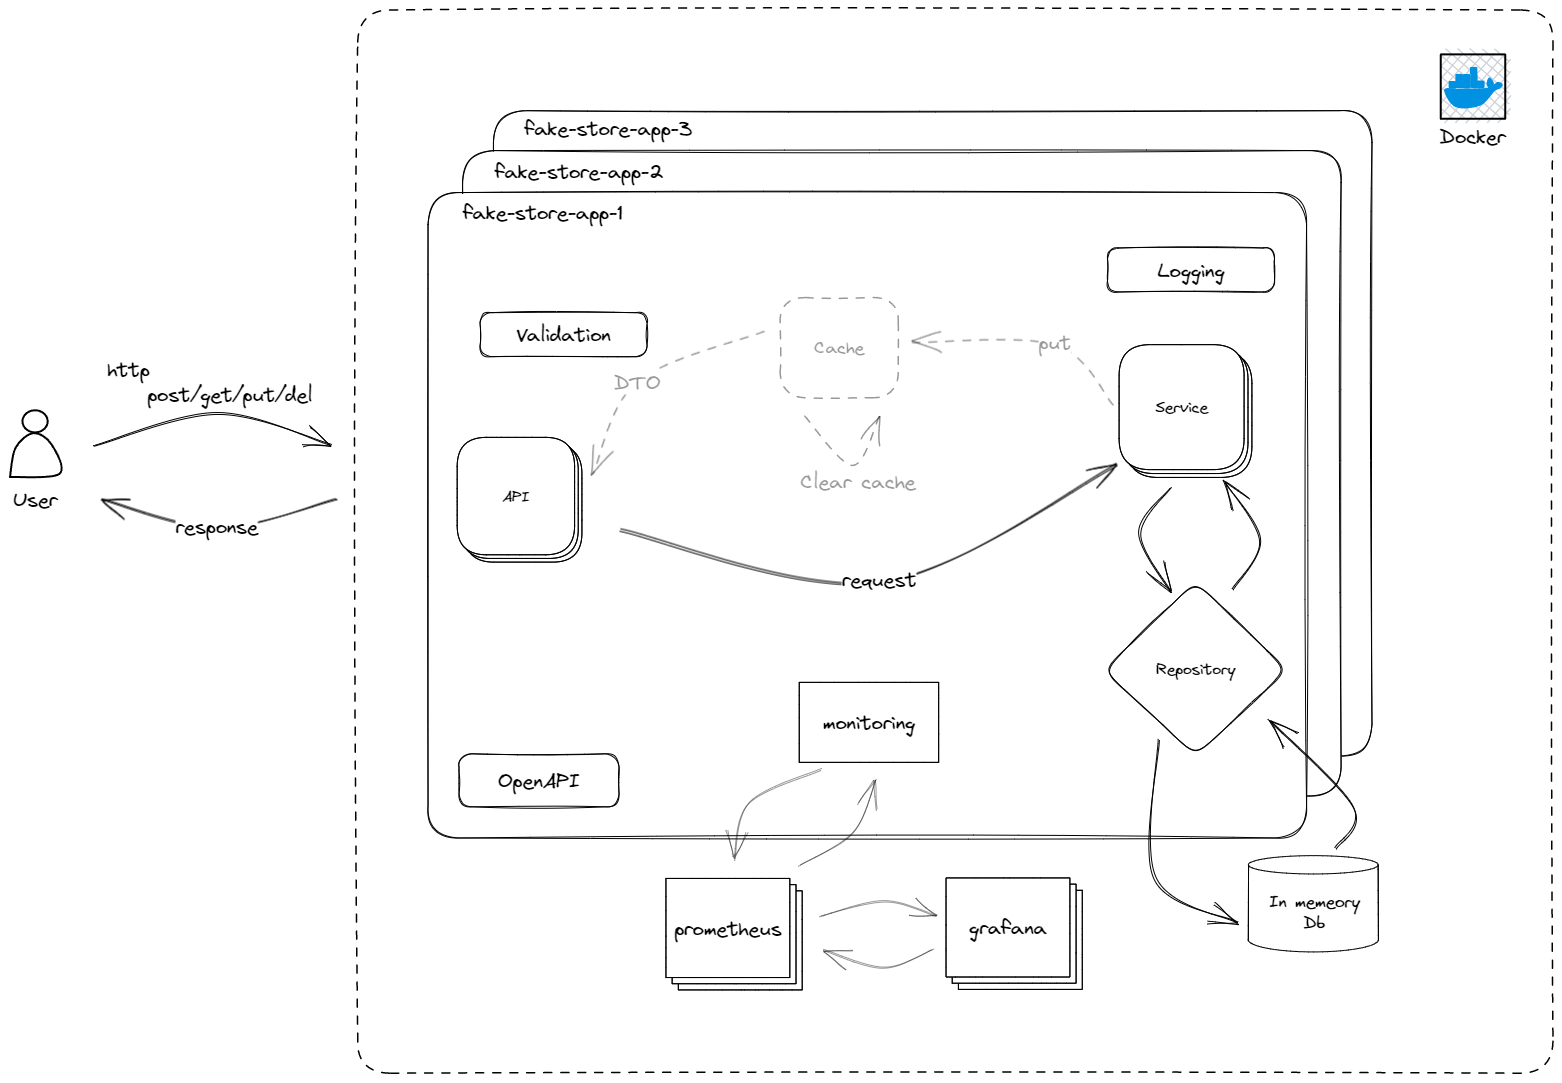 Docker
fake-store-app-3
fake-store-app-2
fake-store-app-1
Logging
Validation
Cache
put
DTO
Service
http
post/get/put/del
User
response
API
Clear cache
request
Repository
monitoring
OpenAPI
prometheus
grafana
In memeory
Db